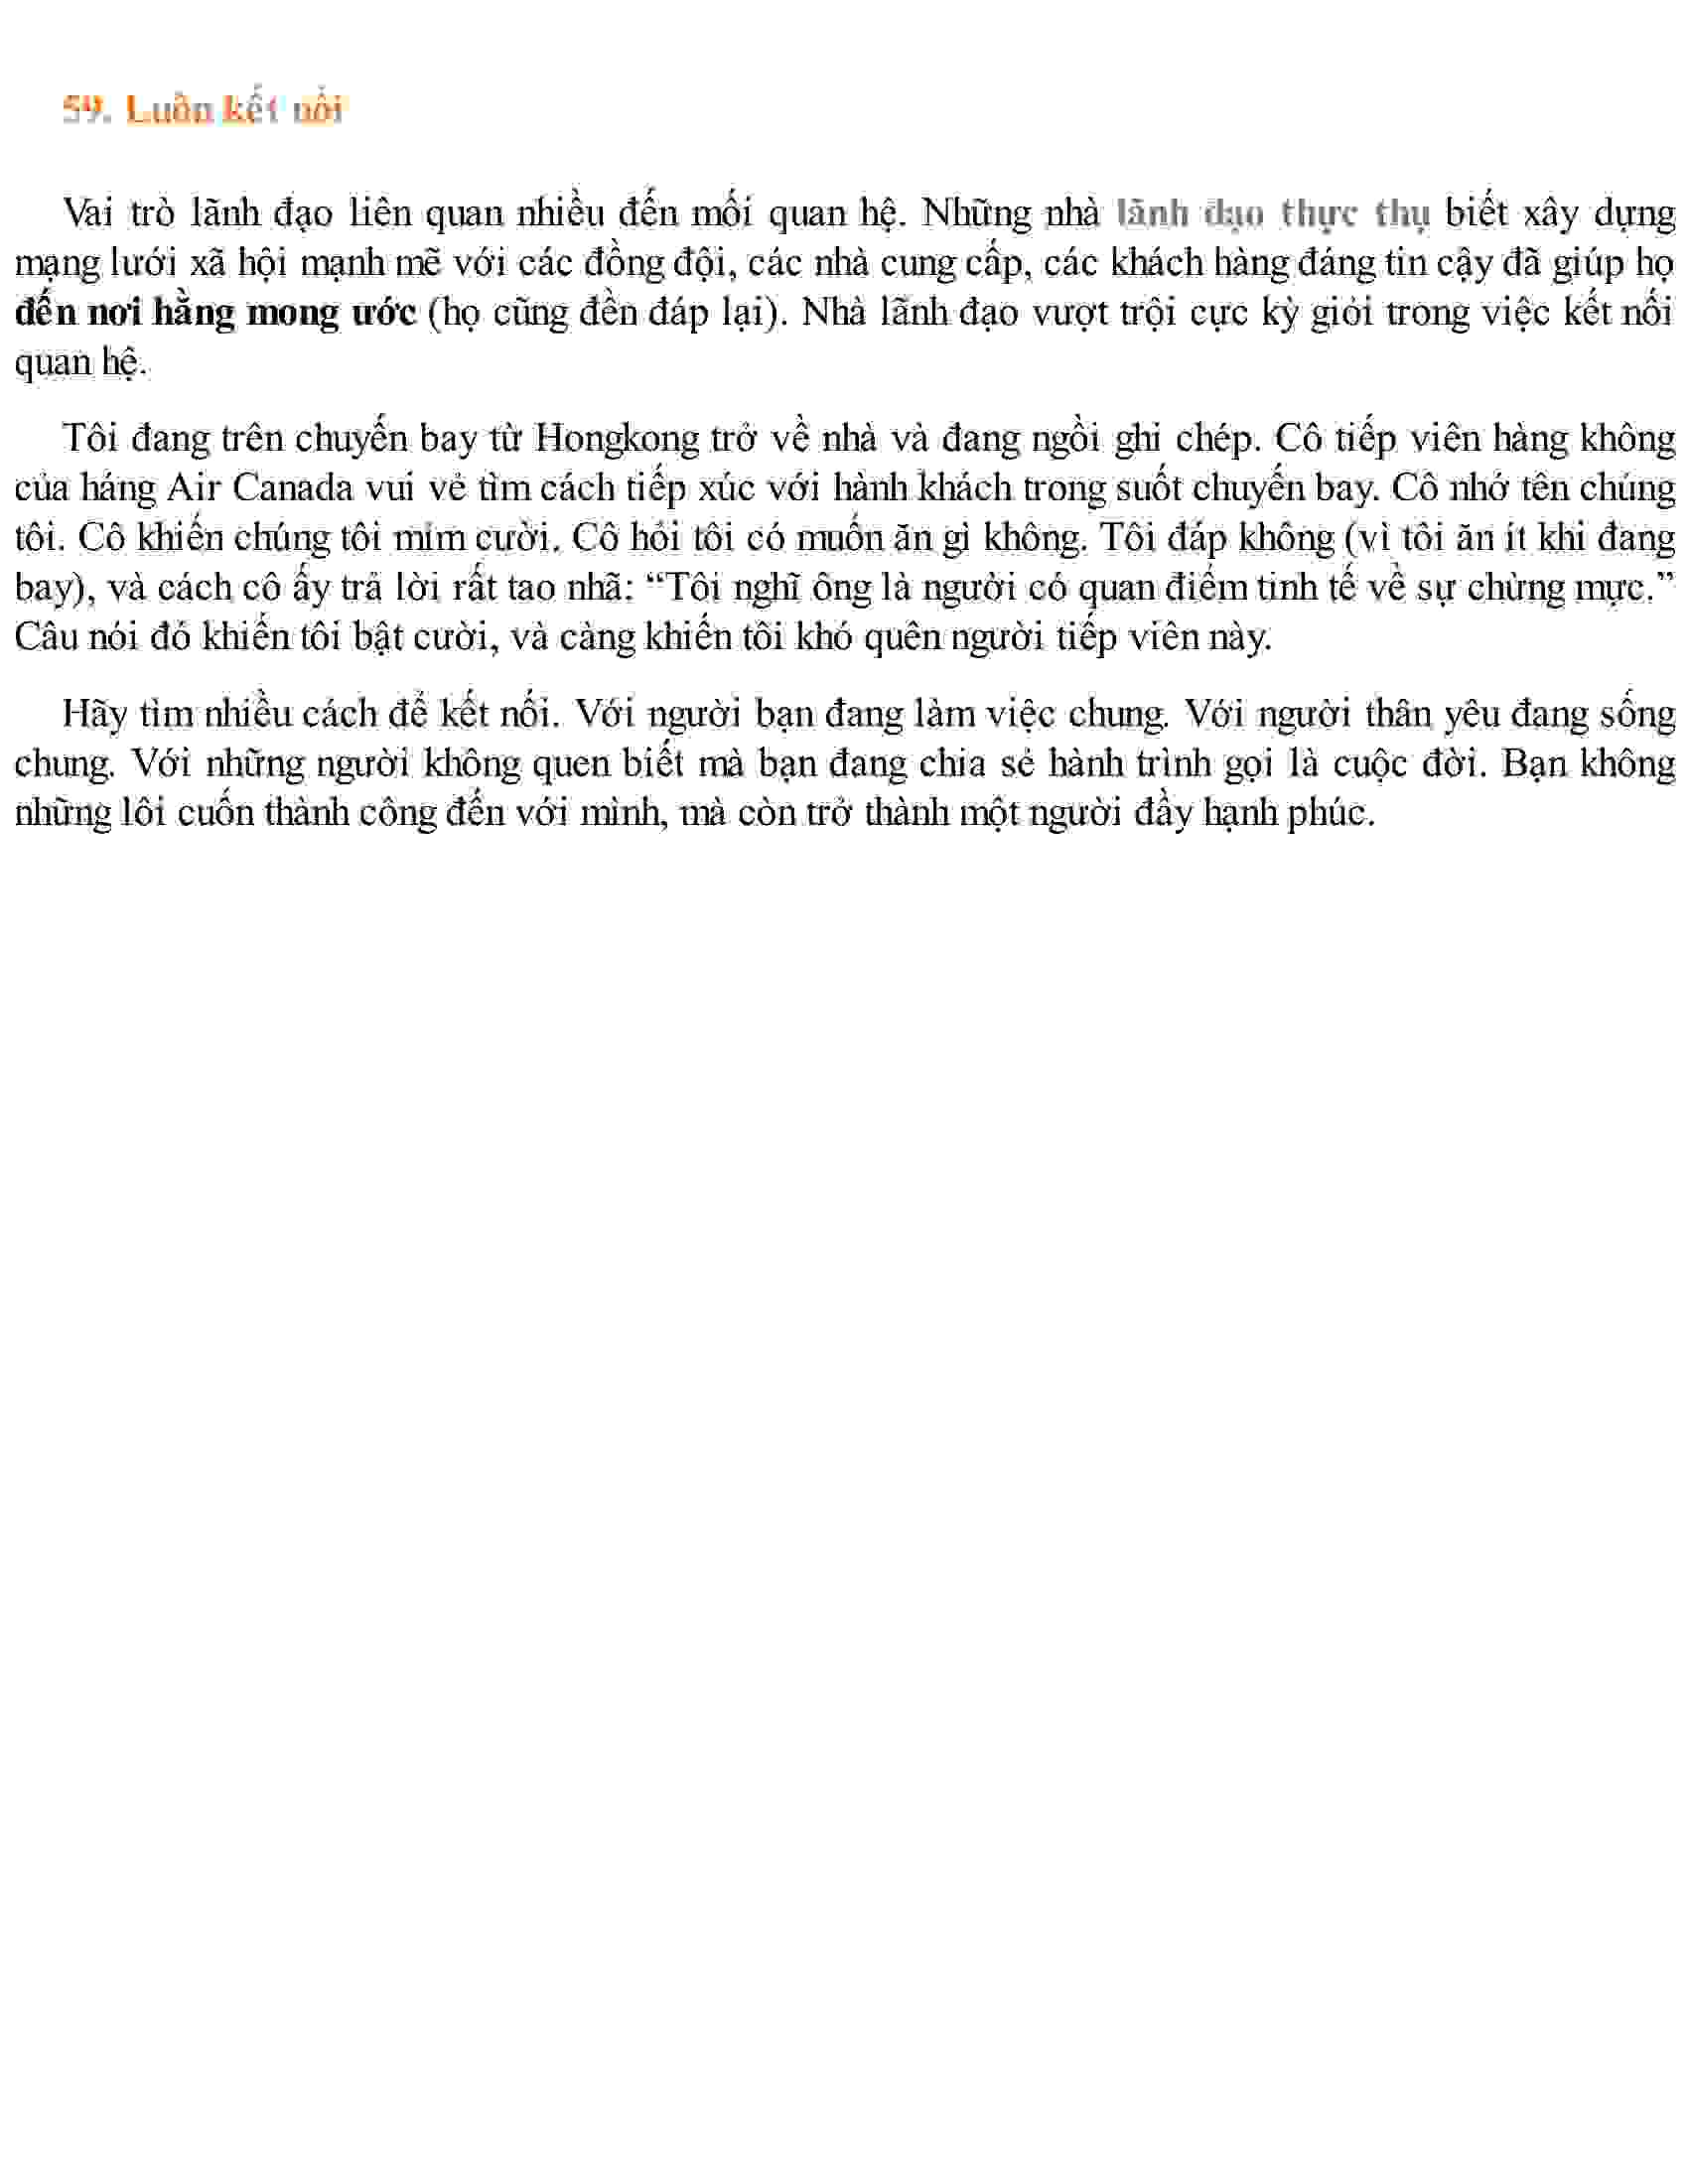 59. Luôn kết nối
Vai trò lãnh đạo liên quan nhiều đến mối quan hệ. Những nhà lãnh đạo thực thụ biết xây dựng
mạng lưới xã hội mạnh mẽ với các đồng đội, các nhà cung cấp, các khách hàng đáng tin cậy đã giúp họ
đến nơi hằng mong ước (họ cũng đền đáp lại). Nhà lãnh đạo vượt trội cực kỳ giỏi trong việc kết nối
quan hệ.
Tôi đang trên chuyến bay từ Hongkong trở về nhà và đang ngồi ghi chép. Cô tiếp viên hàng không
của háng Air Canada vui vẻ tìm cách tiếp xúc với hành khách trong suốt chuyến bay. Cô nhớ tên chúng
tôi. Cô khiến chúng tôi mỉm cười. Cô hỏi tôi có muốn ăn gì không. Tôi đáp không (vì tôi ăn ít khi đang
bay), và cách cô ấy trả lời rất tao nhã: “Tôi nghĩ ông là người có quan điểm tinh tế về sự chừng mực.”
Câu nói đó khiến tôi bật cười, và càng khiến tôi khó quên người tiếp viên này.
Hãy tìm nhiều cách để kết nối. Với người bạn đang làm việc chung. Với người thân yêu đang sống
chung. Với những người không quen biết mà bạn đang chia sẻ hành trình gọi là cuộc đời. Bạn không
những lôi cuốn thành công đến với mình, mà còn trở thành một người đầy hạnh phúc.